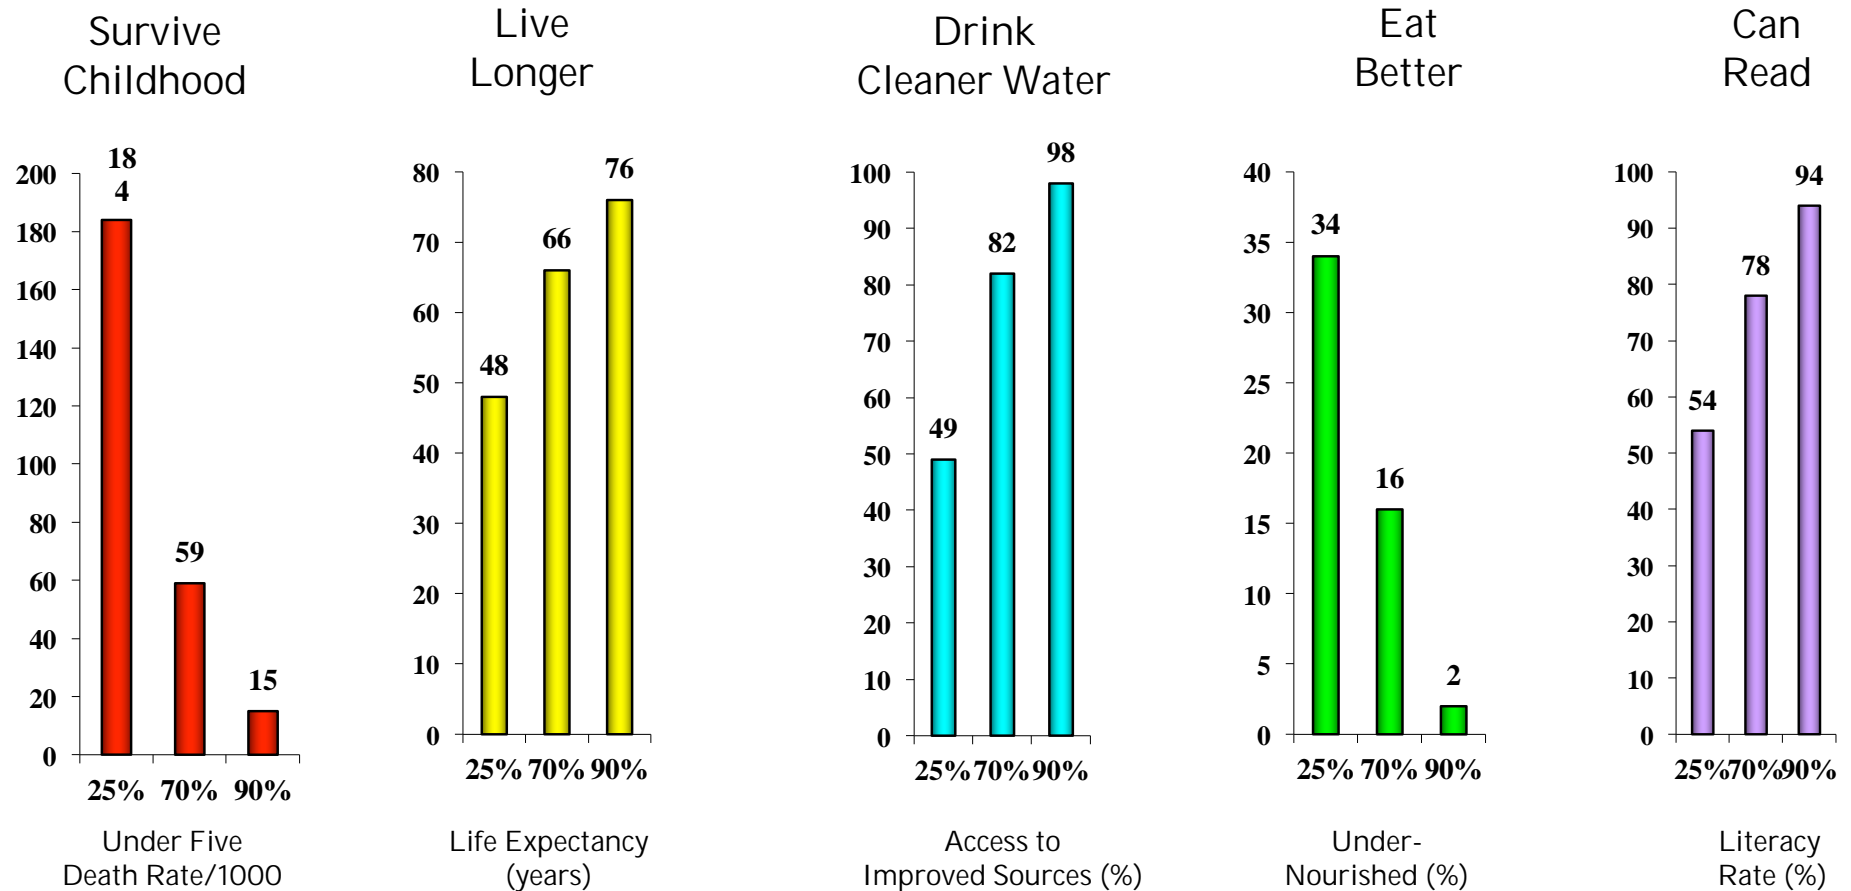 Survive
Childhood
18
4
200
180
160
140
120
100
80
60
40
20
0
59
15
25% 70% 90%
Under Five
Death Rate/1000
Live
Longer
80
70
60
50
40
30
20
10
0
48
66
76
25% 70% 90%
Life Expectancy
(years)
Drink
Cleaner Water
100
90
80
70
60
50
40
30
20
10
0
49
82
98
25% 70% 90%
Access to
Improved Sources (%)
Eat
Better
40
35
30
25
20
15
10
5
0
34
16
2
25% 70% 90%
Under-
Nourished (%)
Can
Read
100
90
80
70
60
50
40
30
20
10
0
54
78
94
25%70%90%
Literacy
Rate (%)